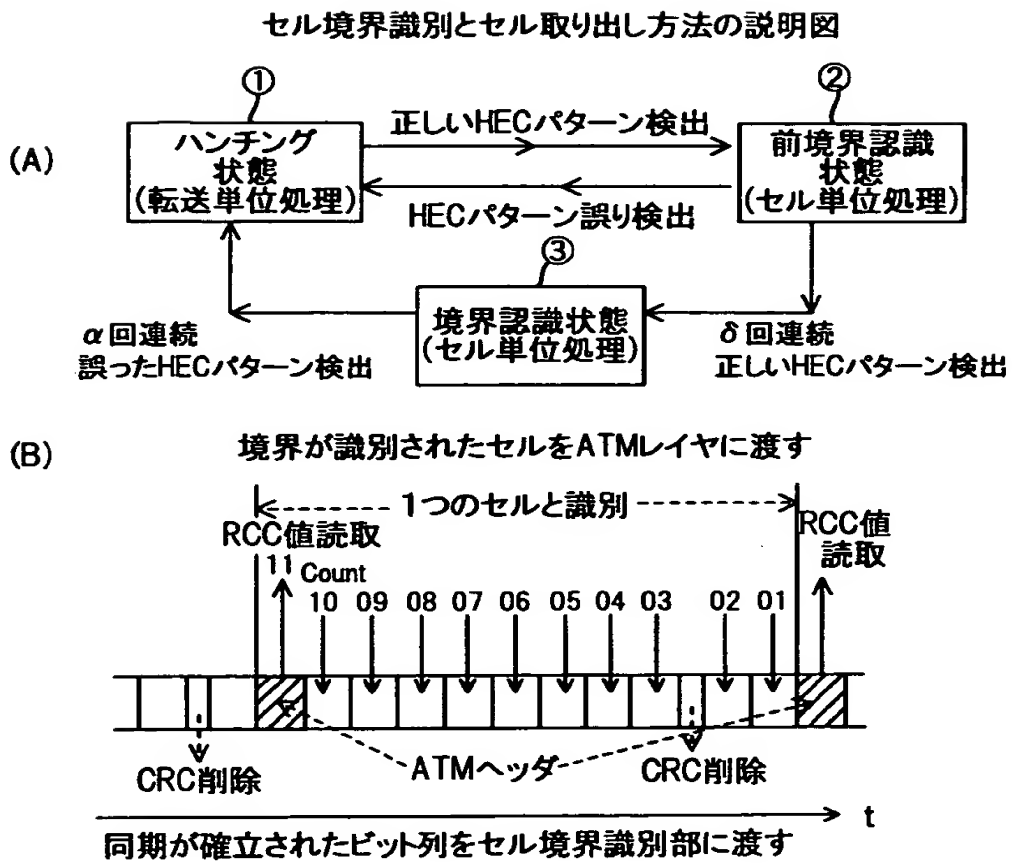 セル境界識別とセル取り出し方法の説明図
(A)
①
ハンチング
状態
(転送単位処理)
正しいHECパターン検出
HECパターン誤り検出
②
前境界認識
状態
(セル単位処理)
③
境界認識状態
(セル単位処理)
α回連続
誤ったHECパターン検出
δ回連続
正しいHECパターン検出
(B)
境界が識別されたセルをATMレイヤに渡す
1つのセルと識別
RCC値読取
RCC値
読取
11 Count
10 09 08 07 06 05 04 03 02 01
ATMヘッダ
CRC削除
CRC削除
t
同期が確立されたビット列をセル境界識別部に渡す